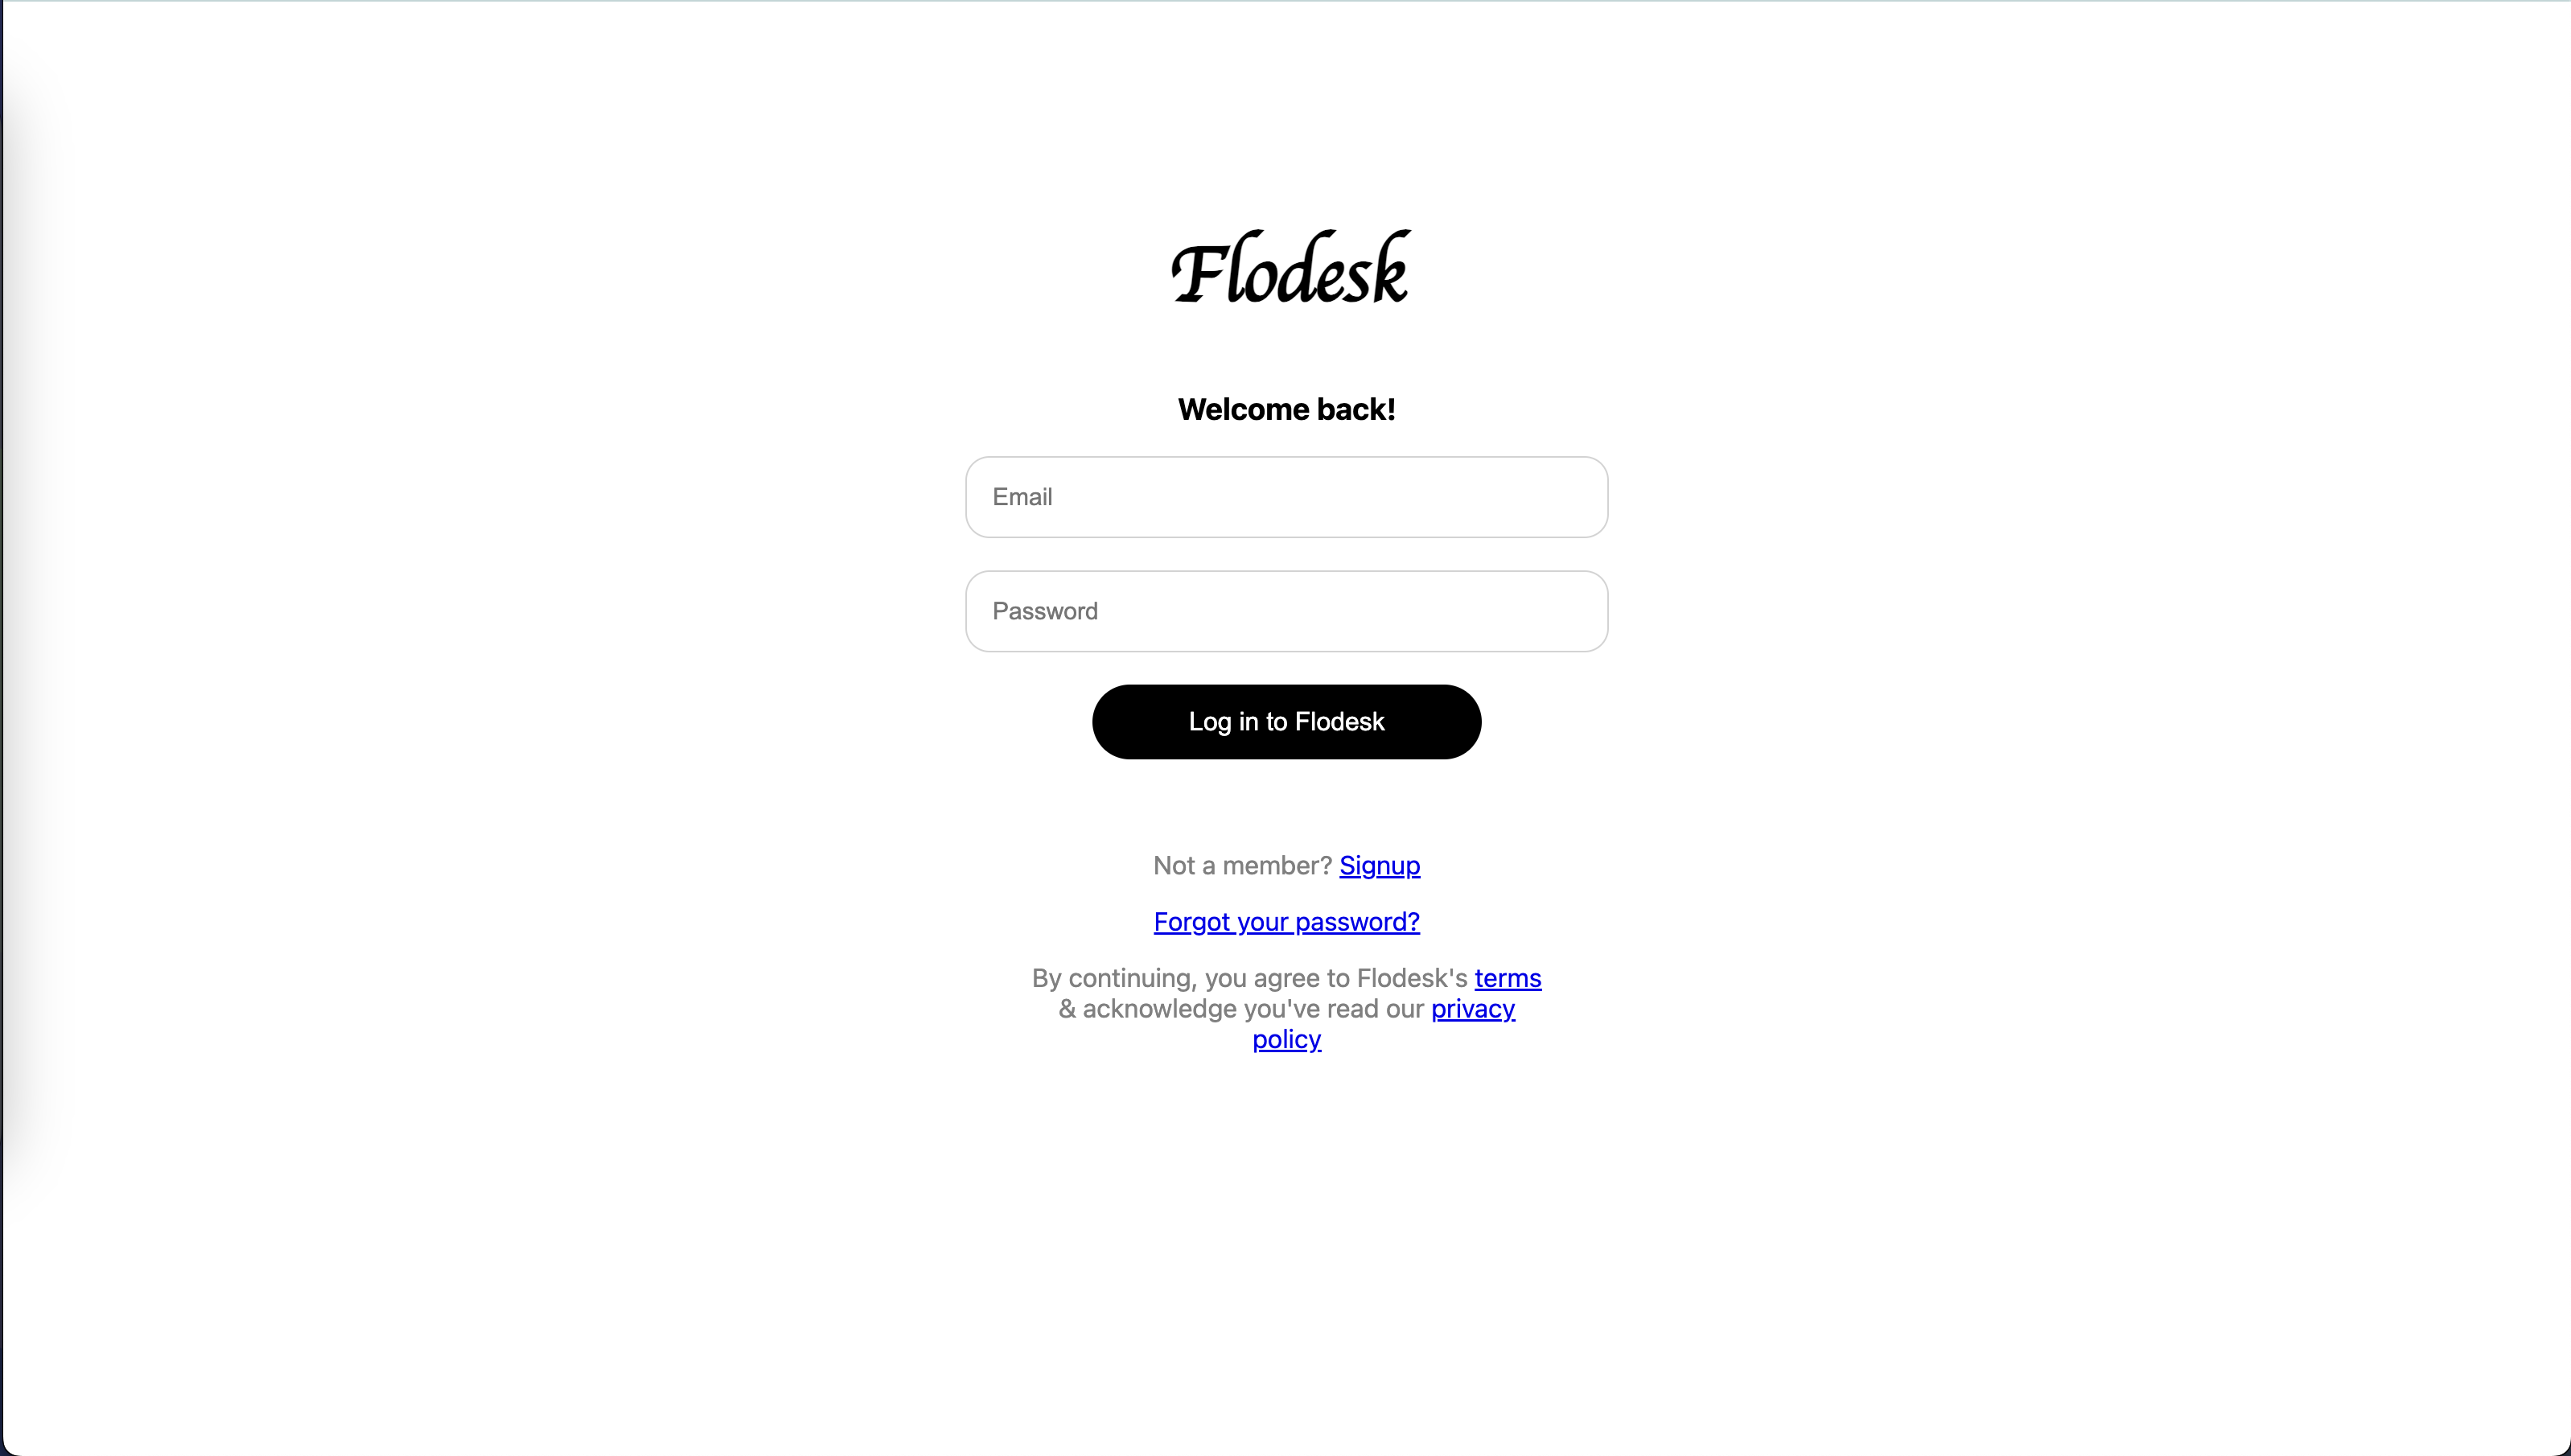 Flodesk
Welcome back!
Email
Password
Log in to Flodesk
Not a member? Signup
Forgot your password?
By continuing, you agree to Flodesk's terms
& acknowledge you've read our privacy
policy